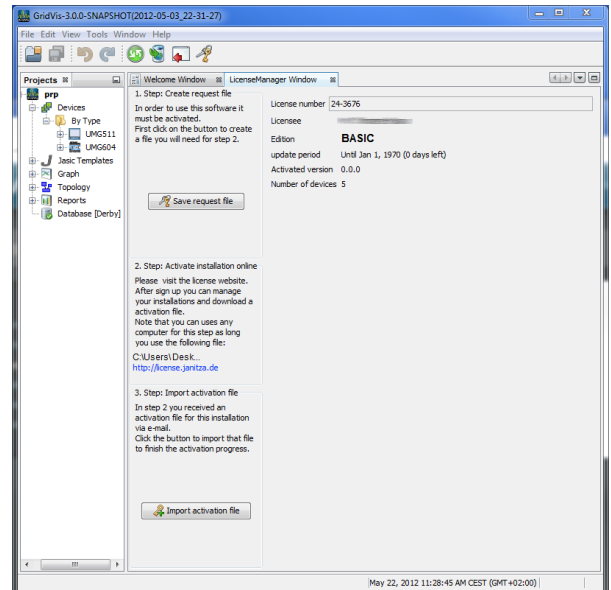 GridVis-3.0.0-SNAPSHOT(2012-05-03_22-31-27)
File Edit View Tools Window Help
Projects
Welcome Window
LicenseManager Window
prp
Devices
By Type
UMG511
UMG604
Jasic Templates
Graph
Topology
Reports
Database [Derby]
1. Step: Create request file
In order to use this software it
must be activated.
First dick on the button to create
a file you will need for step 2.
Save request file
2. Step: Activate installation online
Please visit the license website.
After sign up you can manage
your installations and download a
activation file.
Note that you can uses any
computer for this step as long
you use the following file:
C:\Users\Desk...
http://license.janitza.de
3. Step: Import activation file
In step 2 you received an
activation file for this installation
via e-mail.
Click the button to import that file
to finish the activation progress.
Import activation file
License number 24-3676
Licensee
Edition BASIC
update period Until Jan 1, 1970 (0 days left)
Activated version 0.0.0
Number of devices 5
May 22, 2012 11:28:45 AM CEST (GMT+02:00)